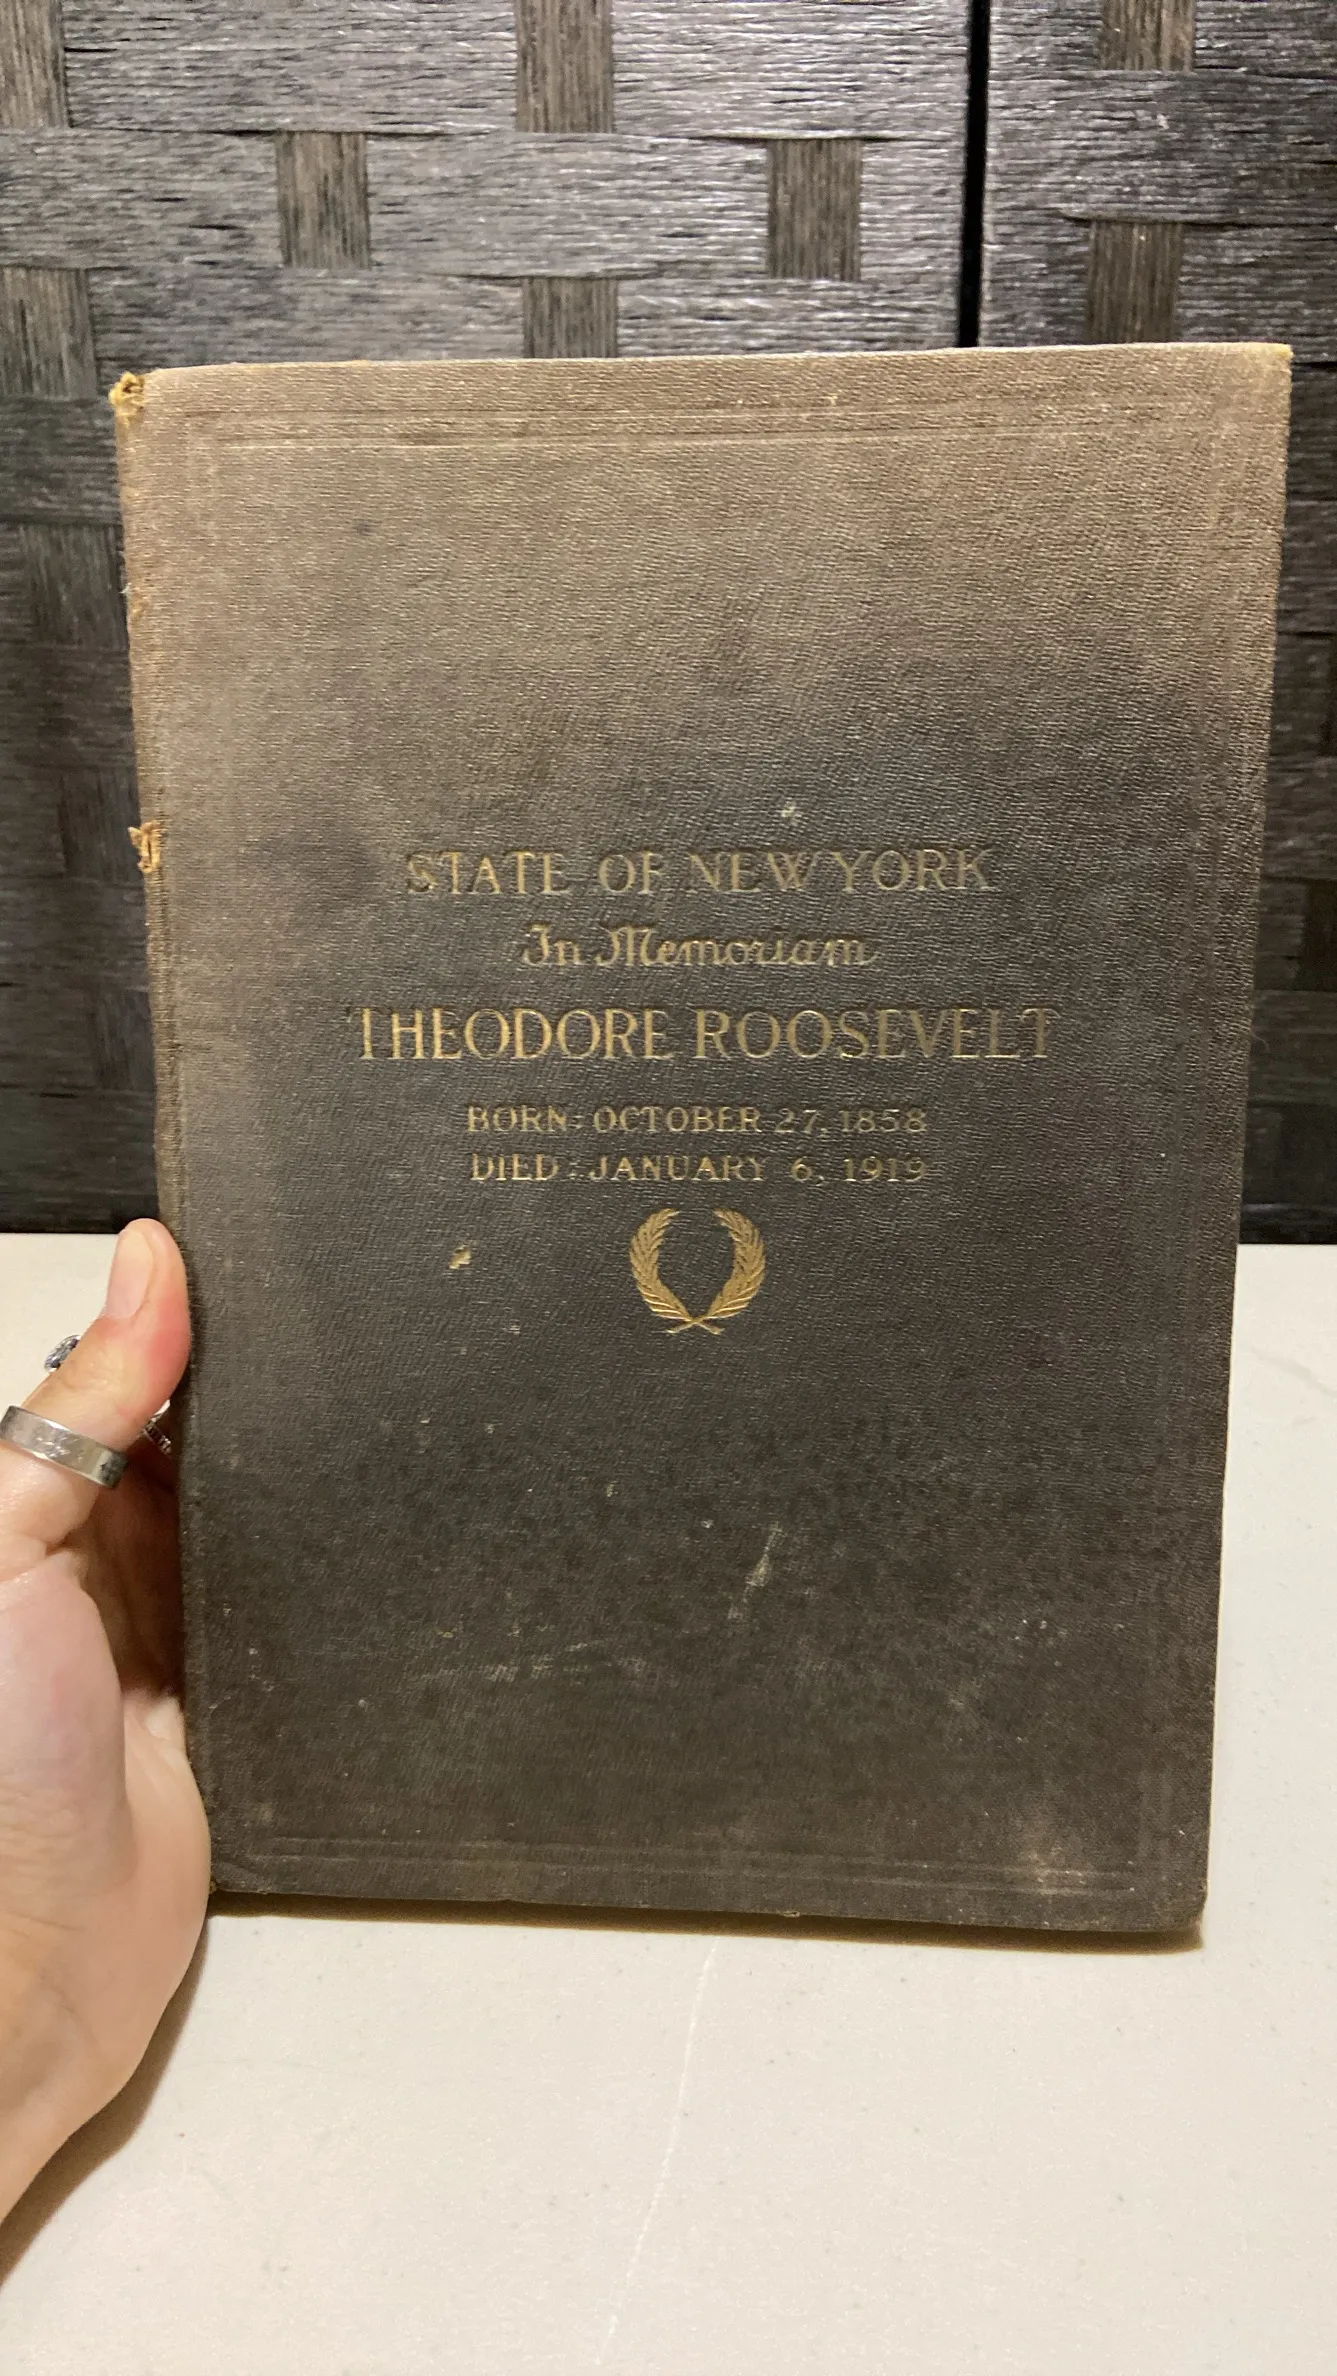 STATE OF NEW YORK
In Memoriam
THEODORE ROOSEVELT
BORN: OCTOBER 27, 1858
DIED: JANUARY 6, 1919